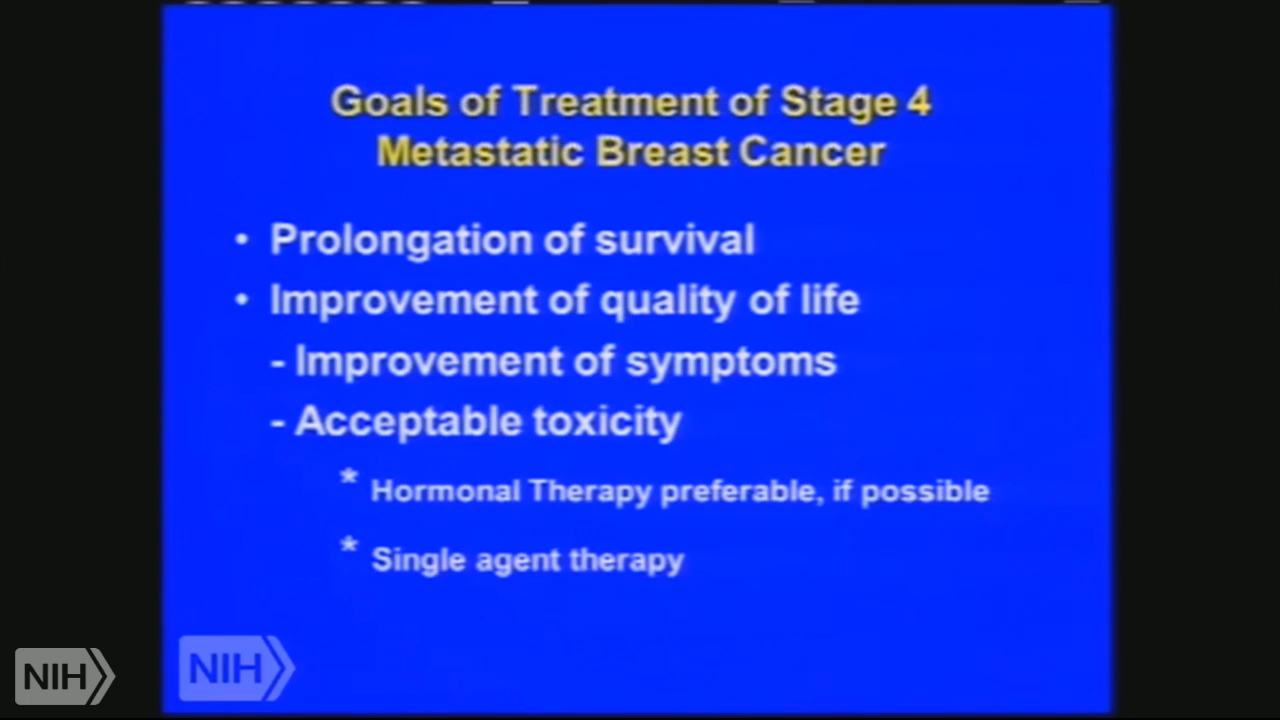 Goals of Treatment of Stage 4
Metastatic Breast Cancer
• Prolongation of survival
• Improvement of quality of life
- Improvement of symptoms
- Acceptable toxicity
* Hormonal Therapy preferable, if possible
* Single agent therapy
NIH
NIH